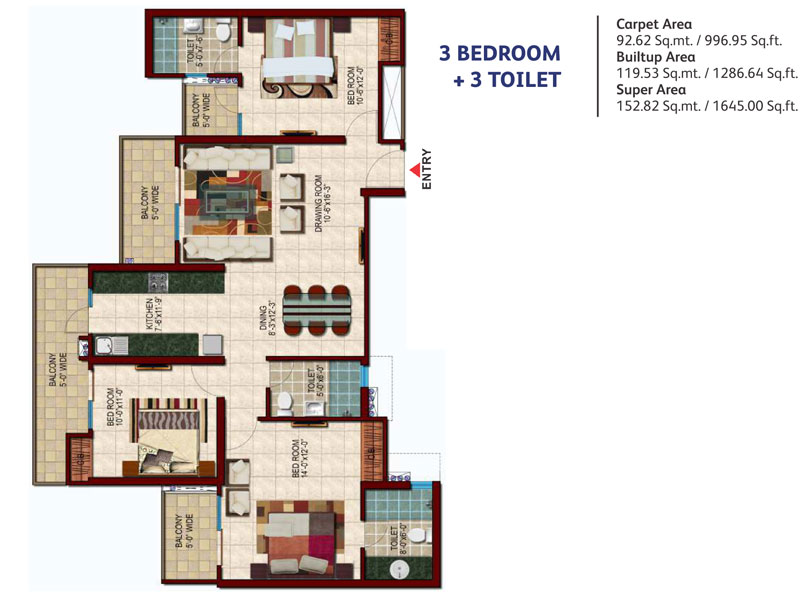 3 BEDROOM
+ 3 TOILET
Carpet Area
92.62 Sq.mt. / 996.95 Sq.ft.
Builtup Area
119.53 Sq.mt. / 1286.64 Sq.ft.
Super Area
152.82 Sq.mt. / 1645.00 Sq.ft.
TOILET
5'-0"x7'-6"
BED ROOM
10'-6"x12'-0"
CB
BALCONY
5'-0" WIDE
ENTRY
BALCONY
5'-0" WIDE
DRAWING ROOM
10'-6"x16'-3"
KITCHEN
7'-6"x11'-9"
DINING
8'-3"x12'-3"
BALCONY
5'-0" WIDE
BED ROOM
10'-0"x11'-0"
CB
TOILET
5'-0"x8'-0"
BED ROOM
14'-0"x12'-0"
CB
BALCONY
5'-0" WIDE
TOILET
8'-0"x6'-0"